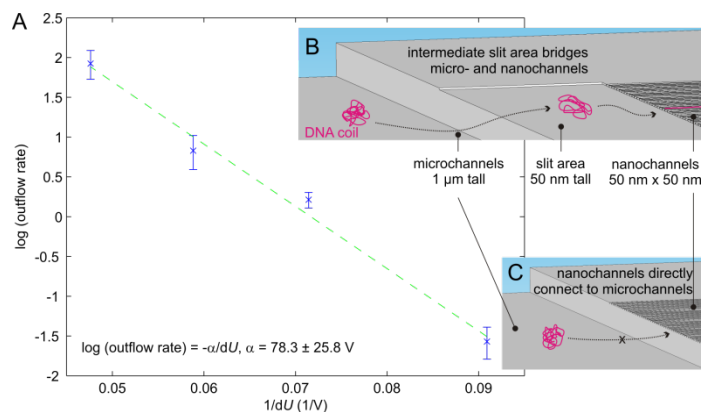 A
2.5
2
1.5
1
0.5
0
-0.5
-1
-1.5
-2
log (outflow rate)
0.05
0.06
0.07
0.08
0.09
1/dU (1/V)
log (outflow rate) = -α/dU, α = 78.3 ± 25.8 V
B
intermediate slit area bridges
micro- and nanochannels
DNA coil
microchannels
1 µm tall
slit area
50 nm tall
nanochannels
50 nm x 50 nm
C
nanochannels directly
connect to microchannels
x